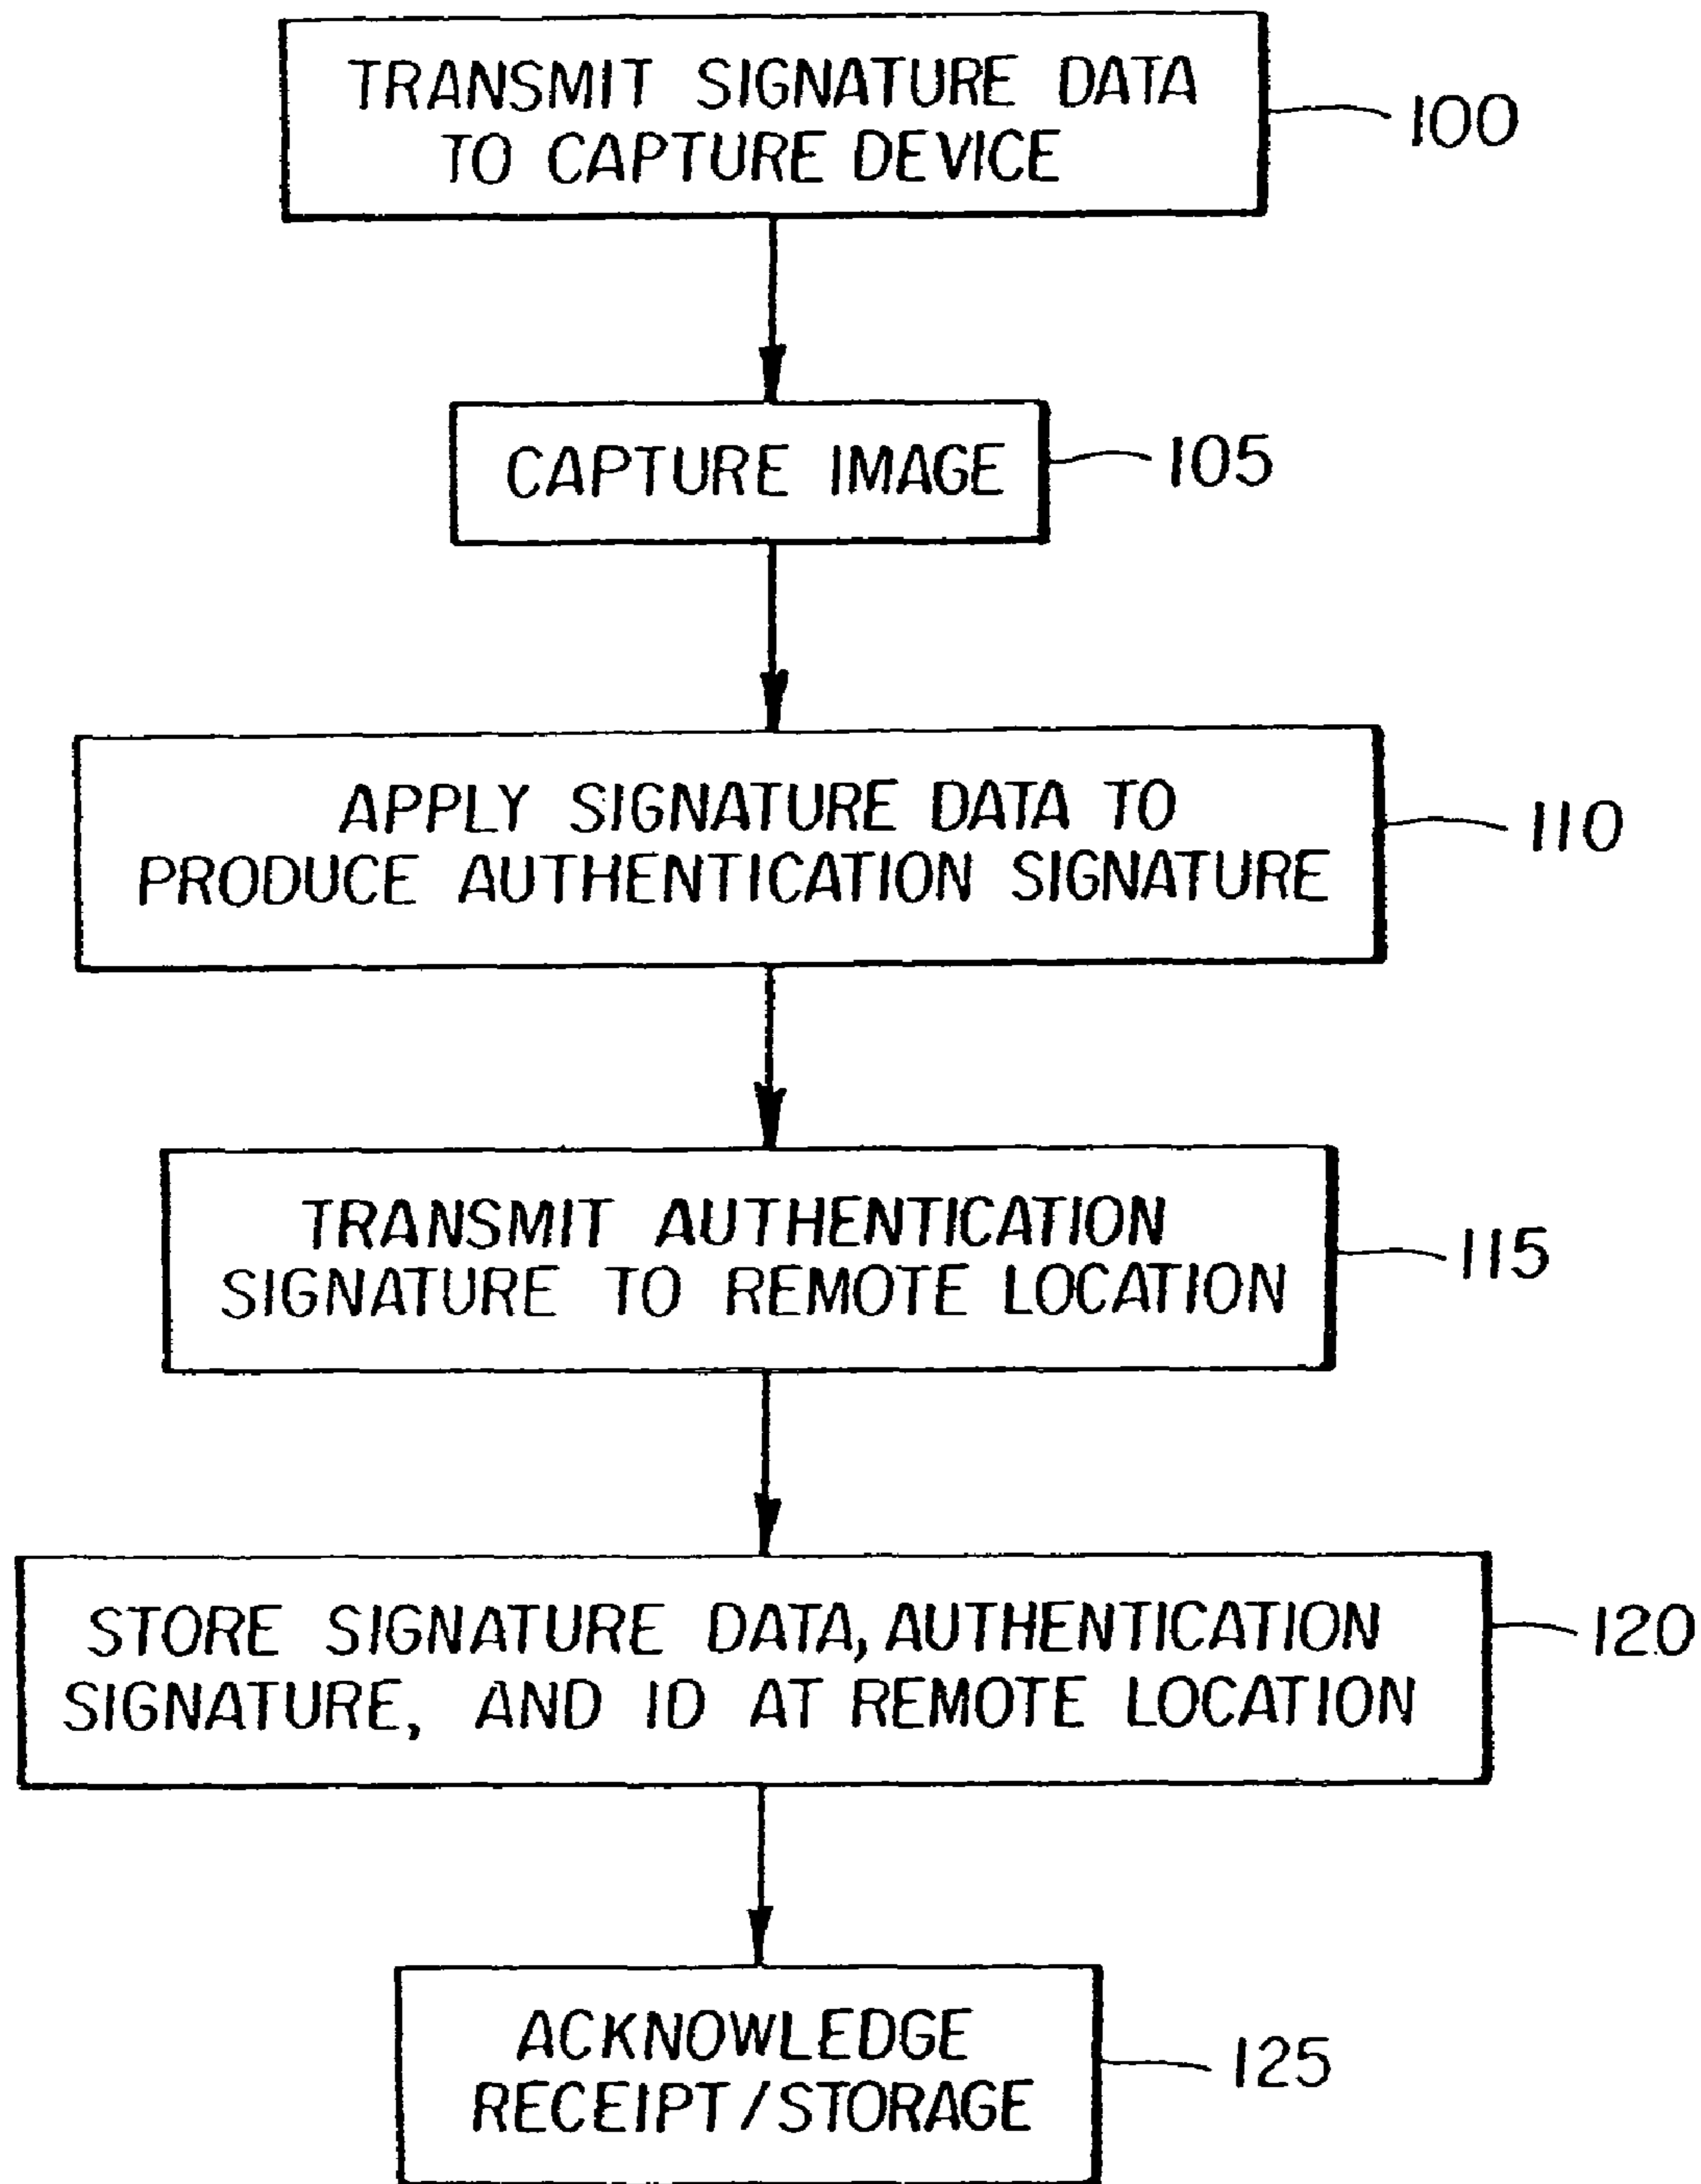 TRANSMIT SIGNATURE DATA
TO CAPTURE DEVICE
100
CAPTURE IMAGE
105
APPLY SIGNATURE DATA TO
PRODUCE AUTHENTICATION SIGNATURE
110
TRANSMIT AUTHENTICATION
SIGNATURE TO REMOTE LOCATION
115
STORE SIGNATURE DATA, AUTHENTICATION
SIGNATURE, AND ID AT REMOTE LOCATION
120
ACKNOWLEDGE
RECEIPT/STORAGE
125